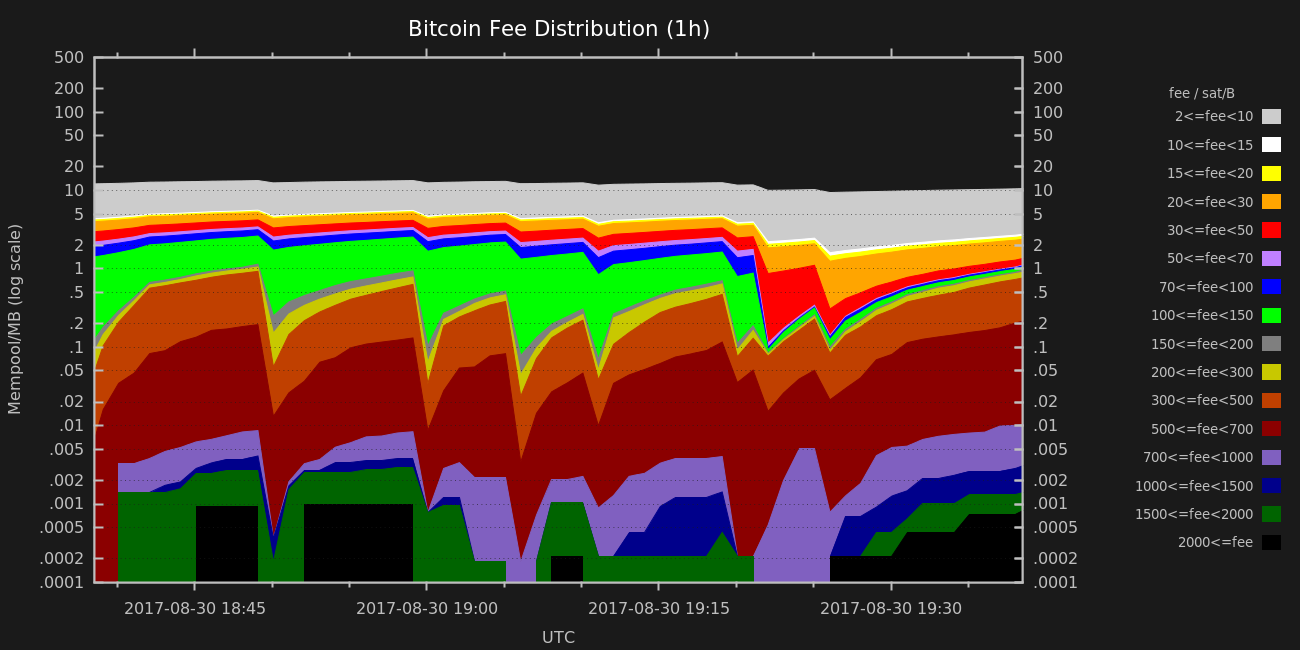 Bitcoin Fee Distribution (1h)
500 500
200 200
100 100
50 50
20 20
10 10
5 5
2 2
1 1
.5 .5
.2 .2
.1 .1
.05 .05
.02 .02
.01 .01
.005 .005
.002 .002
.001 .001
.0005 .0005
.0002 .0002
.0001 .0001
Mempool/MB (log scale)
2017-08-30 18:45 2017-08-30 19:00 2017-08-30 19:15 2017-08-30 19:30
UTC
fee / sat/B
2<=fee<10
10<=fee<15
15<=fee<20
20<=fee<30
30<=fee<50
50<=fee<70
70<=fee<100
100<=fee<150
150<=fee<200
200<=fee<300
300<=fee<500
500<=fee<700
700<=fee<1000
1000<=fee<1500
1500<=fee<2000
2000<=fee